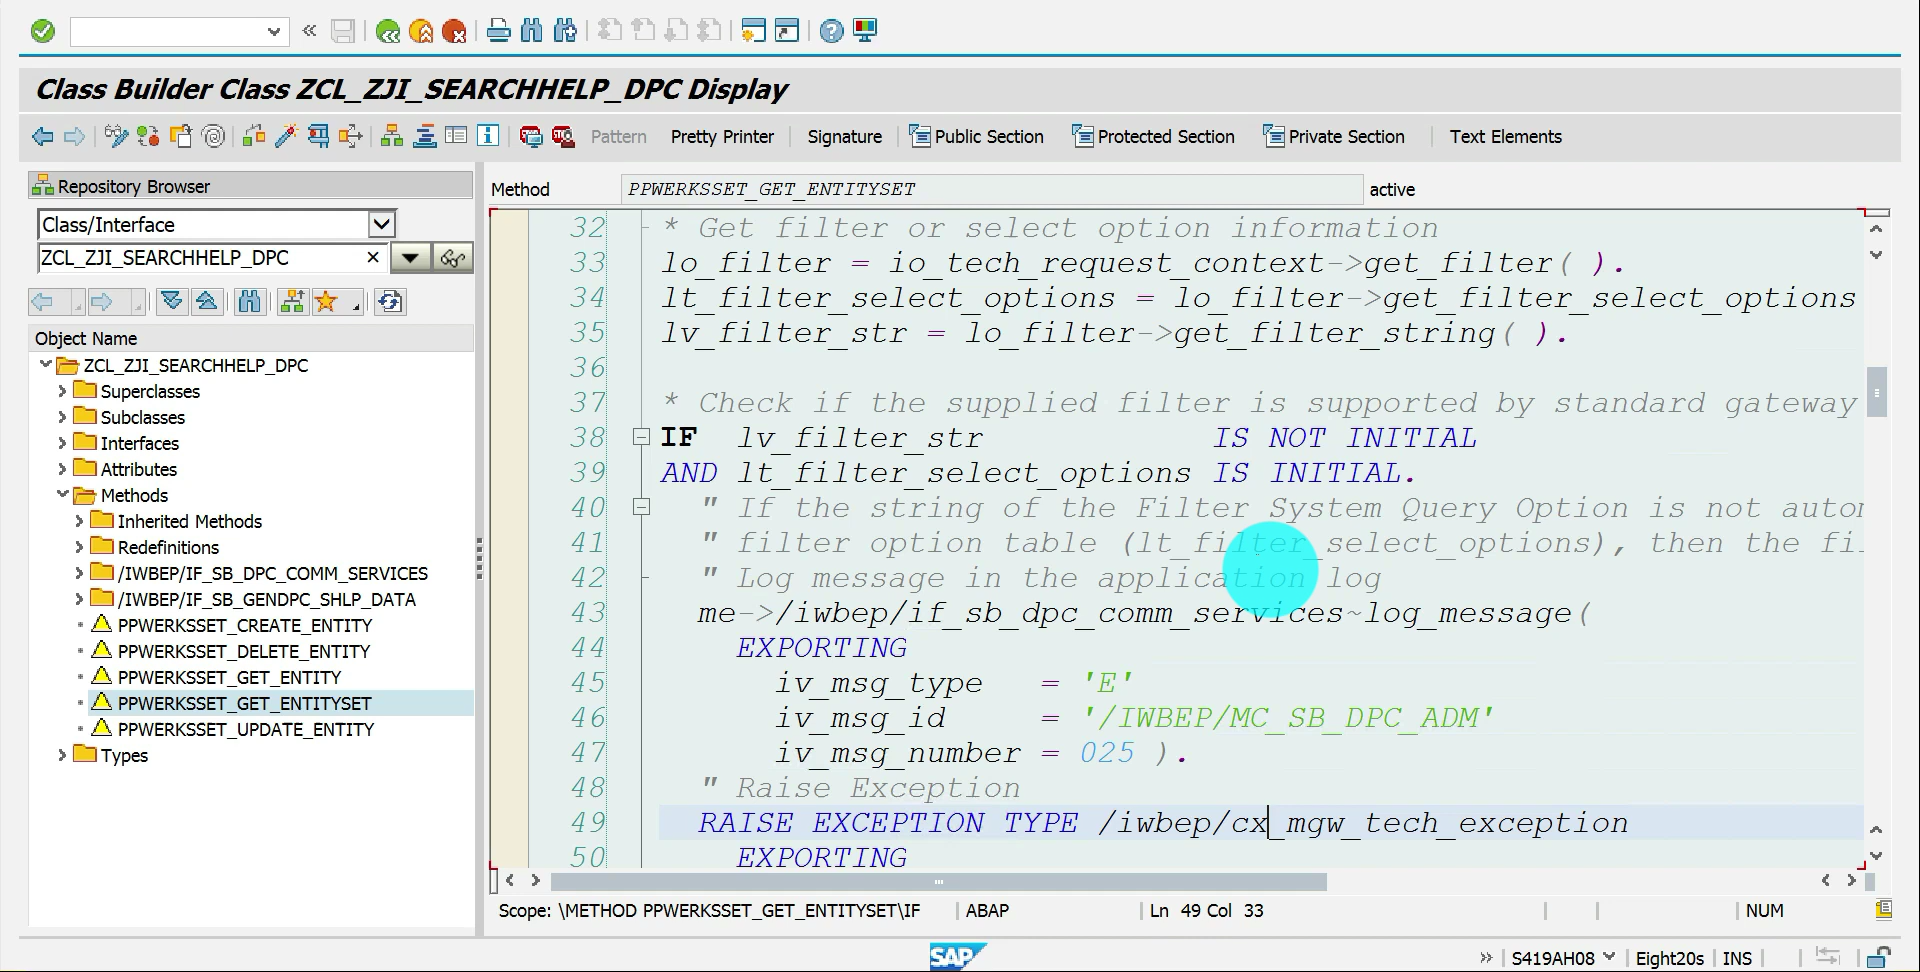 Class Builder Class ZCL_ZJI_SEARCHHELP_DPC Display
Pattern Pretty Printer Signature Public Section Protected Section Private Section Text Elements
Repository Browser
Class/Interface
ZCL_ZJI_SEARCHHELP_DPC
Object Name
ZCL_ZJI_SEARCHHELP_DPC
Superclasses
Subclasses
Interfaces
Attributes
Methods
Inherited Methods
Redefinitions
/IWBEP/IF_SB_DPC_COMM_SERVICES
/IWBEP/IF_SB_GENDPC_SHLP_DATA
PPWERKSSET_CREATE_ENTITY
PPWERKSSET_DELETE_ENTITY
PPWERKSSET_GET_ENTITY
PPWERKSSET_GET_ENTITYSET
PPWERKSSET_UPDATE_ENTITY
Types
Method PPWERKSSET_GET_ENTITYSET active
32 * Get filter or select option information
33 lo_filter = io_tech_request_context->get_filter( ).
34 lt_filter_select_options = lo_filter->get_filter_select_options
35 lv_filter_str = lo_filter->get_filter_string( ).
36
37 * Check if the supplied filter is supported by standard gateway
38 IF lv_filter_str IS NOT INITIAL
39 AND lt_filter_select_options IS INITIAL.
40 " If the string of the Filter System Query Option is not
41 " filter option table (lt_filter_select_options), then the
42 " Log message in the application log
43 me->/iwbep/if_sb_dpc_comm_services~log_message(
44 EXPORTING
45 iv_msg_type = 'E'
46 iv_msg_id = '/IWBEP/MC_SB_DPC_ADM'
47 iv_msg_number = 025 ).
48 " Raise Exception
49 RAISE EXCEPTION TYPE /iwbep/cx_mgw_tech_exception
50 EXPORTING
Scope: \METHOD PPWERKSSET_GET_ENTITYSET\IF ABAP Ln 49 Col 33 NUM
SAP S419AH08 Eight20s INS